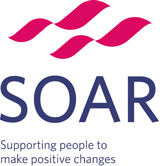 SOAR
Supporting people to
make positive changes